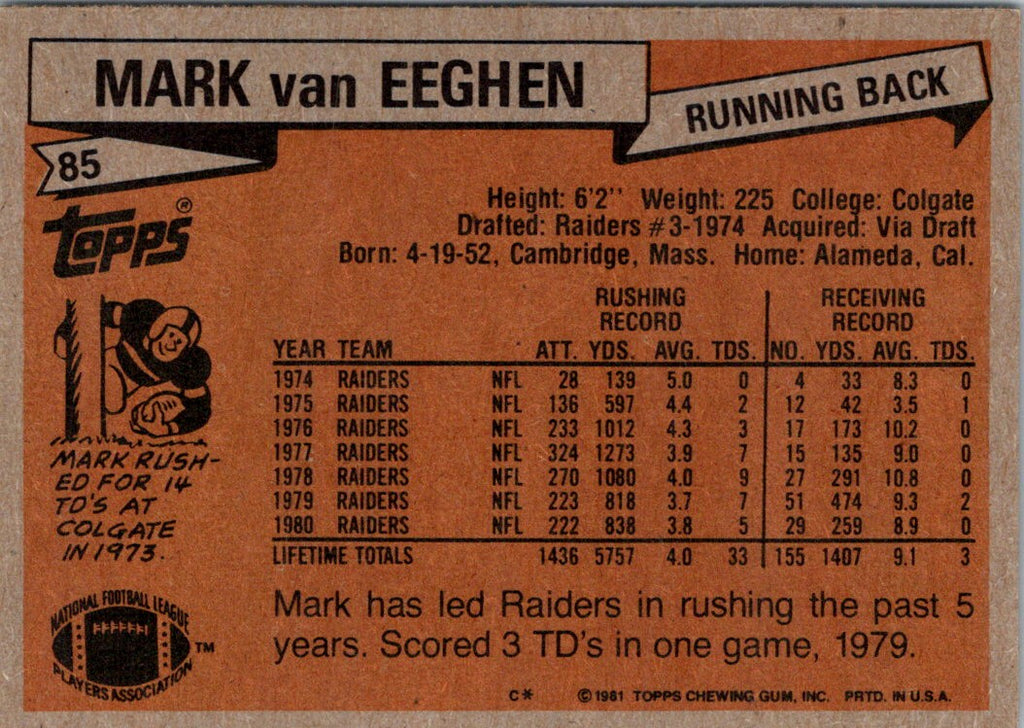 MARK van EEGHEN
RUNNING BACK
85
TOPPS®
Height: 6'2'' Weight: 225 College: Colgate
Drafted: Raiders #3-1974 Acquired: Via Draft
Born: 4-19-52, Cambridge, Mass. Home: Alameda, Cal.
RUSHING RECORD RECEIVING RECORD
YEAR TEAM ATT. YDS. AVG. TDS. NO. YDS. AVG. TDS.
1974 RAIDERS NFL 28 139 5.0 0 4 33 8.3 0
1975 RAIDERS NFL 136 597 4.4 2 12 42 3.5 1
1976 RAIDERS NFL 233 1012 4.3 3 17 173 10.2 0
1977 RAIDERS NFL 324 1273 3.9 7 15 135 9.0 0
1978 RAIDERS NFL 270 1080 4.0 9 27 291 10.8 0
1979 RAIDERS NFL 223 818 3.7 7 51 474 9.3 2
1980 RAIDERS NFL 222 838 3.8 5 29 259 8.9 0
LIFETIME TOTALS 1436 5757 4.0 33 155 1407 9.1 3
MARK RUSH-
ED FOR 14
TD'S AT
COLGATE
IN 1973.
NATIONAL FOOTBALL LEAGUE
PLAYERS ASSOCIATION
TM
Mark has led Raiders in rushing the past 5
years. Scored 3 TD's in one game, 1979.
C* ©1981 TOPPS CHEWING GUM, INC. PRTD. IN U.S.A.